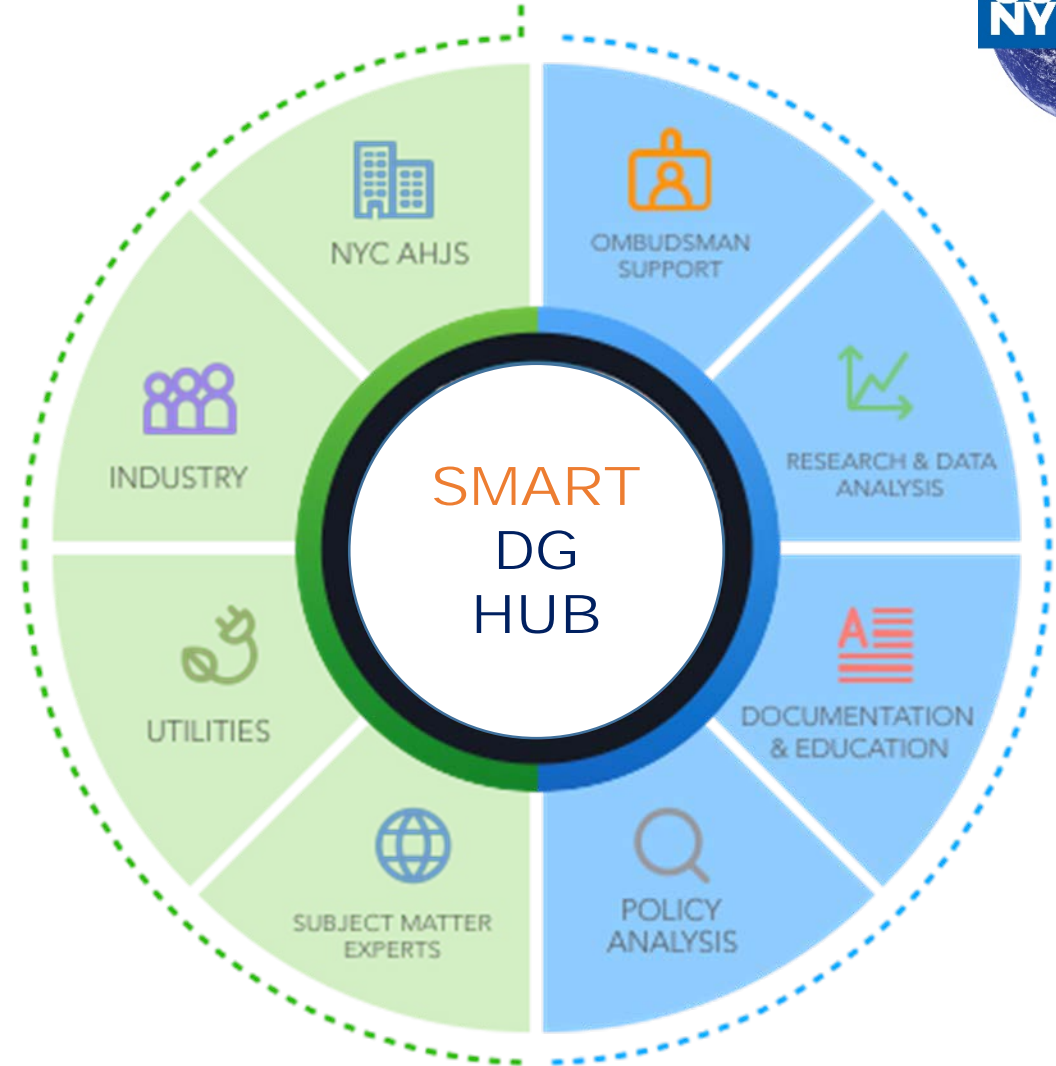 NY
NYC AHJS
OMBUDSMAN
SUPPORT
INDUSTRY
RESEARCH & DATA
ANALYSIS
SMART
DG
HUB
UTILITIES
DOCUMENTATION
& EDUCATION
SUBJECT MATTER
EXPERTS
POLICY
ANALYSIS
A